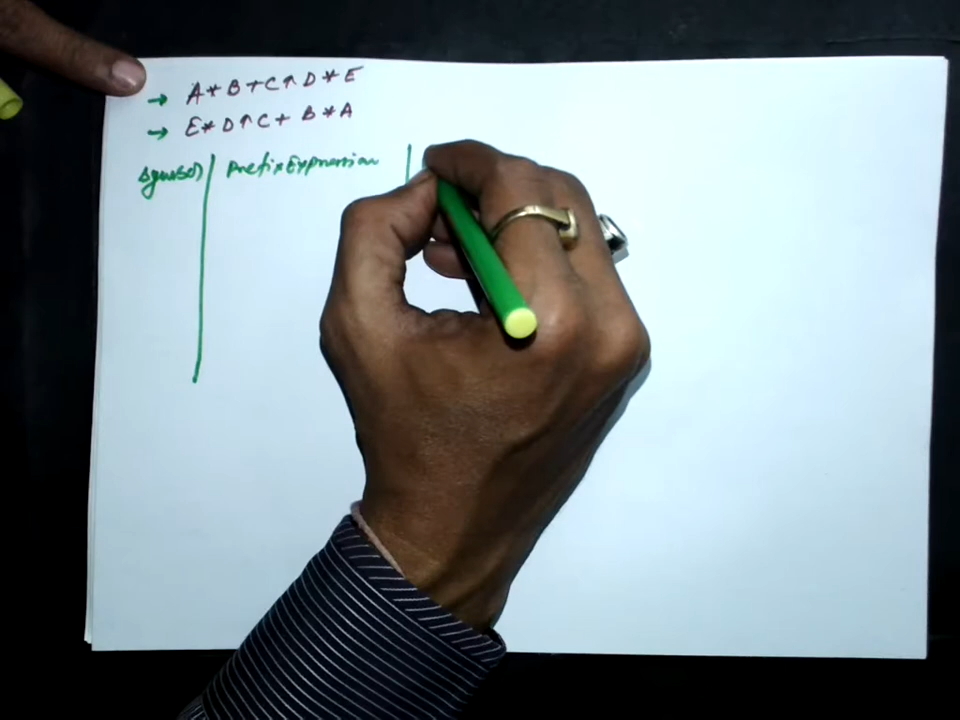 → A * B + C ↑ D * E
→ E * D ↑ C + B * A
Symbol | Prefix Expression |